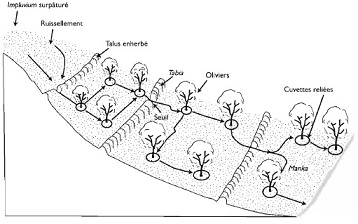 Impluvium surpâturé
Ruissellement
Talus enherbé
Tabia
Oliviers
Cuvettes reliées
Seuil
Manka